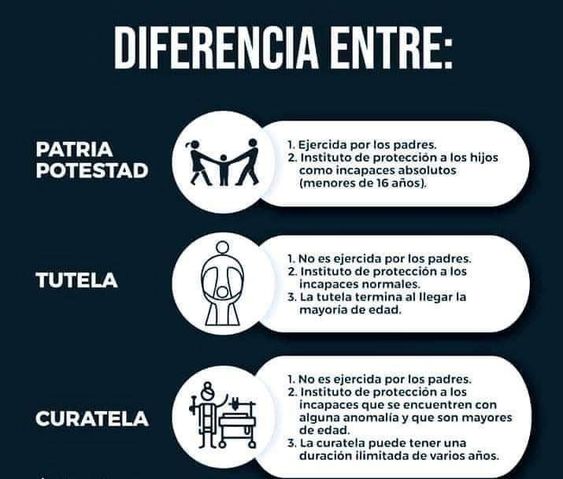 DIFERENCIA ENTRE:
PATRIA
POTESTAD
1. Ejercida por los padres.
2. Instituto de protección a los hijos
como incapaces absolutos
(menores de 16 años).
TUTELA
1. No es ejercida por los padres.
2. Instituto de protección a los
incapaces normales.
3. La tutela termina al llegar la
mayoría de edad.
CURATELA
1. No es ejercida por los padres.
2. Instituto de protección a los
incapaces que se encuentren con
alguna anomalía y que son mayores
de edad.
3. La curatela puede tener una
duración ilimitada de varios años.